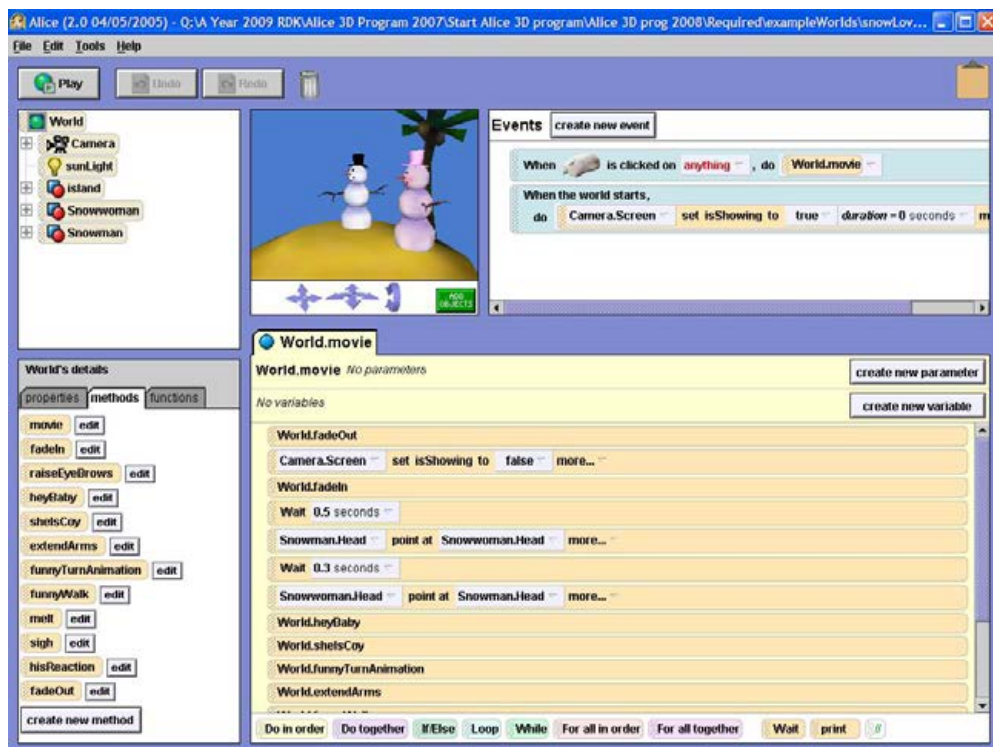 Alice (2.0 04/05/2005) - Q:\A Year 2009 RDK\Alice 3D Program 2007\Start Alice 3D program\Alice 3D prog 2008\Required\exampleWorlds\snowLov...
File Edit Tools Help
Play Undo Redo
World
Camera
sunLight
island
Snowwoman
Snowman
ADD OBJECTS
Events create new event
When is clicked on anything , do World.movie
When the world starts,
do Camera.Screen set isShowing to true duration = 0 seconds m
World's details
properties methods functions
movie edit
fadeIn edit
raiseEyeBrows edit
heyBaby edit
sheIsCoy edit
extendArms edit
funnyTurnAnimation edit
funnyWalk edit
melt edit
sigh edit
hisReaction edit
fadeOut edit
create new method
World.movie
World.movie No parameters create new parameter
No variables create new variable
World.fadeOut
Camera.Screen set isShowing to false more...
World.fadeIn
Wait 0.5 seconds
Snowman.Head point at Snowwoman.Head more...
Wait 0.3 seconds
Snowwoman.Head point at Snowman.Head more...
World.heyBaby
World.sheIsCoy
World.funnyTurnAnimation
World.extendArms
Do in order Do together If/Else Loop While For all in order For all together Wait print //